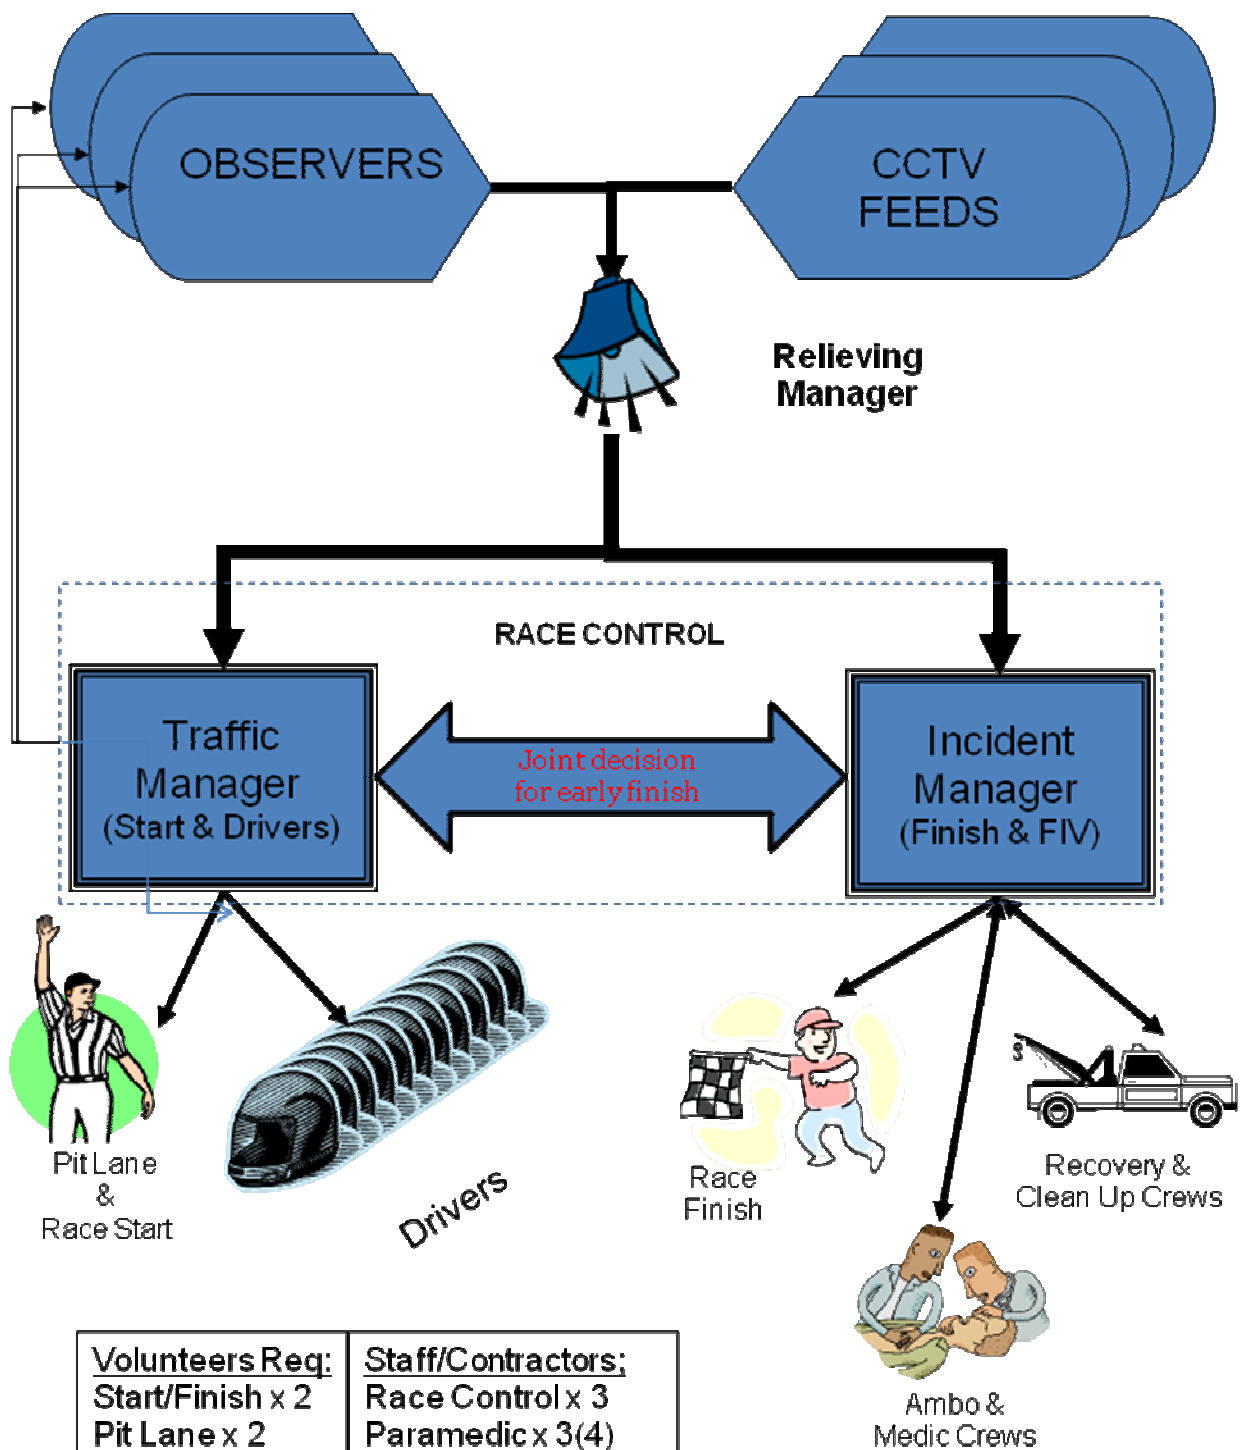 OBSERVERS
CCTV
FEEDS
Relieving
Manager
RACE CONTROL
Traffic
Manager
(Start & Drivers)
Joint decision
for early finish
Incident
Manager
(Finish & FIV)
Pit Lane
&
Race Start
Drivers
Race
Finish
Recovery &
Clean Up Crews
Ambo &
Medic Crews
Volunteers Req:
Start/Finish x 2
Pit Lane x 2
Staff/Contractors;
Race Control x 3
Paramedic x 3(4)